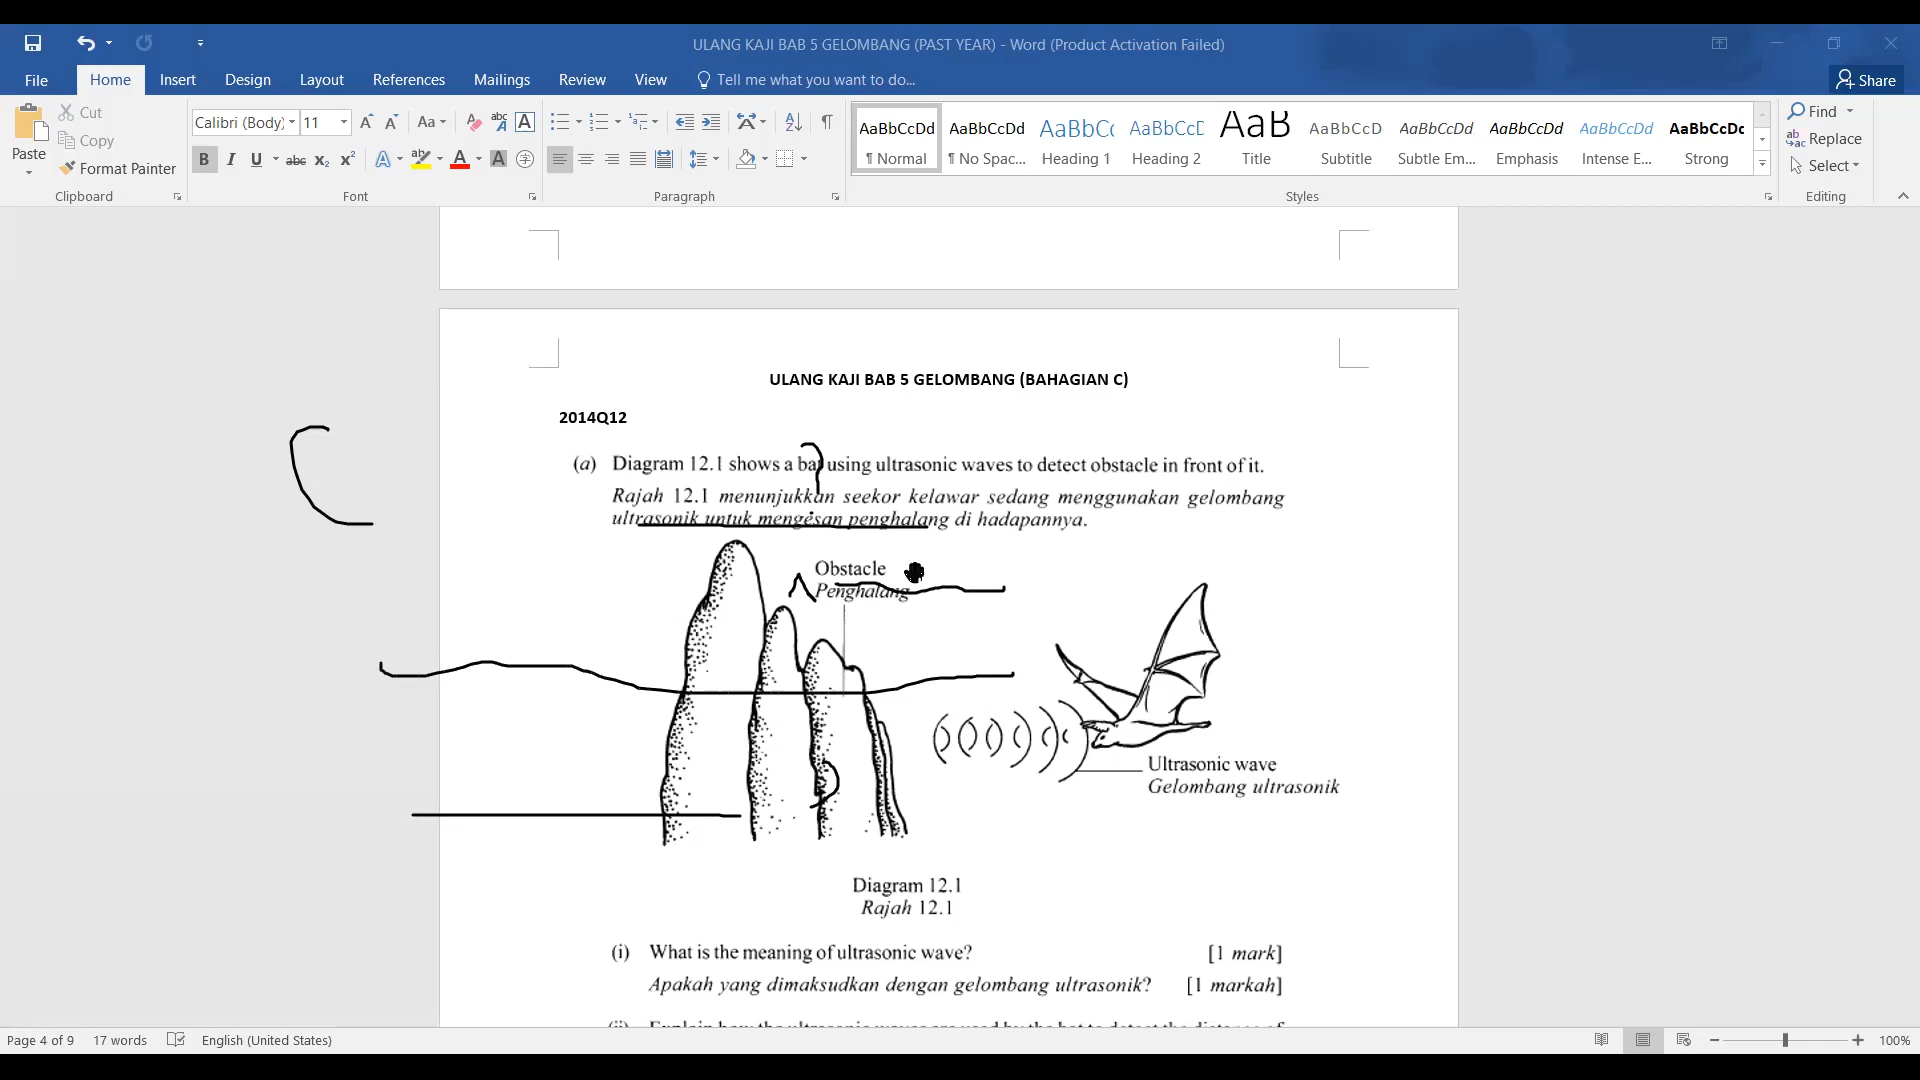 ULANG KAJI BAB 5 GELOMBANG (PAST YEAR) - Word (Product Activation Failed)
File Home Insert Design Layout References Mailings Review View Tell me what you want to do... Share
Paste
Cut
Copy
Format Painter
Clipboard
Calibri (Body) 11
Font
Paragraph
AaBbCcDd AaBbCcDd AaBbCc AaBbCcD AaB AaBbCcD AaBbCcDd AaBbCcDd AaBbCcDd AaBbCcDc
¶ Normal ¶ No Spac... Heading 1 Heading 2 Title Subtitle Subtle Em... Emphasis Intense E... Strong
Styles
Find
Replace
Select
Editing
ULANG KAJI BAB 5 GELOMBANG (BAHAGIAN C)
2014Q12
(a) Diagram 12.1 shows a bat using ultrasonic waves to detect obstacle in front of it.
Rajah 12.1 menunjukkan seekor kelawar sedang menggunakan gelombang
ultrasonik untuk mengesan penghalang di hadapannya.
Obstacle
Penghalang
Ultrasonic wave
Gelombang ultrasonik
Diagram 12.1
Rajah 12.1
(i) What is the meaning of ultrasonic wave? [1 mark]
Apakah yang dimaksudkan dengan gelombang ultrasonik? [1 markah]
Page 4 of 9 17 words English (United States) 100%